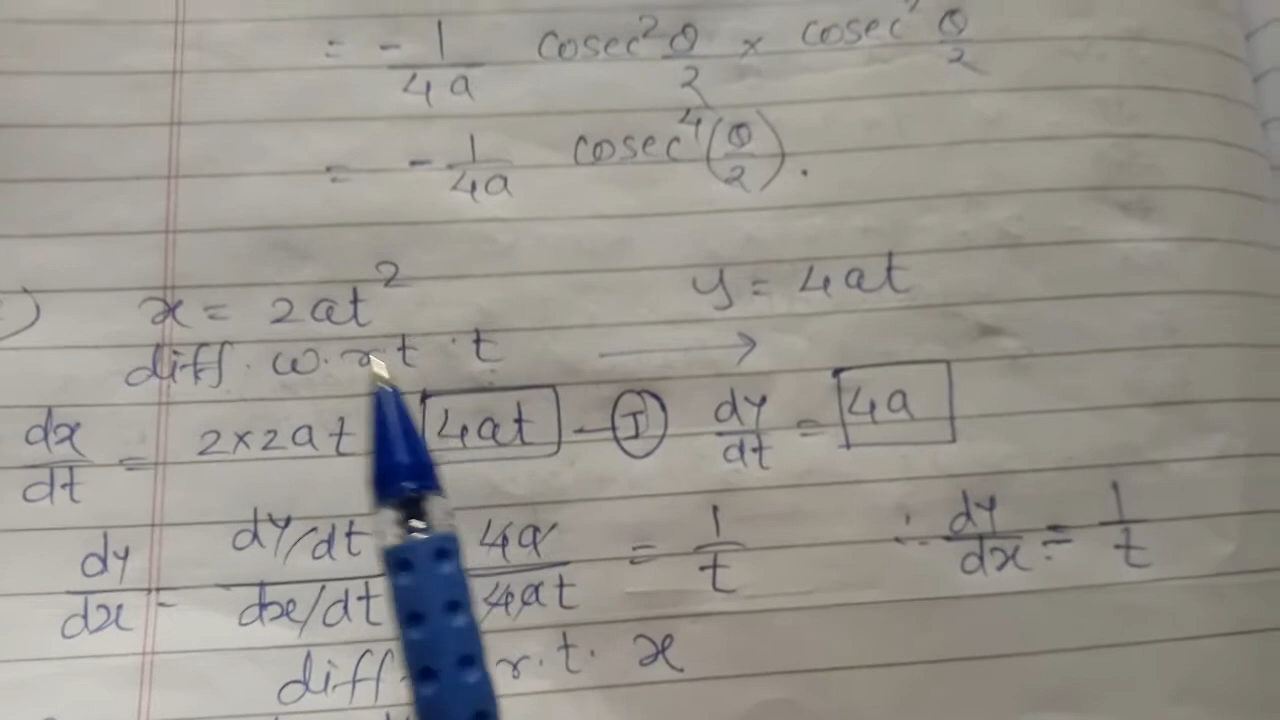 = - 1/4a cosec² θ/2 × cosec² θ/2
= - 1/4a cosec⁴(θ/2).
) x = 2at² y = 4at
diff. w.r.t. t →
dx/dt = 2×2at 4at - I dy/dt = 4a
dy/dx = dy/dt / dx/dt 4a/4at = 1/t ∴ dy/dx = 1/t
diff. r.t. x